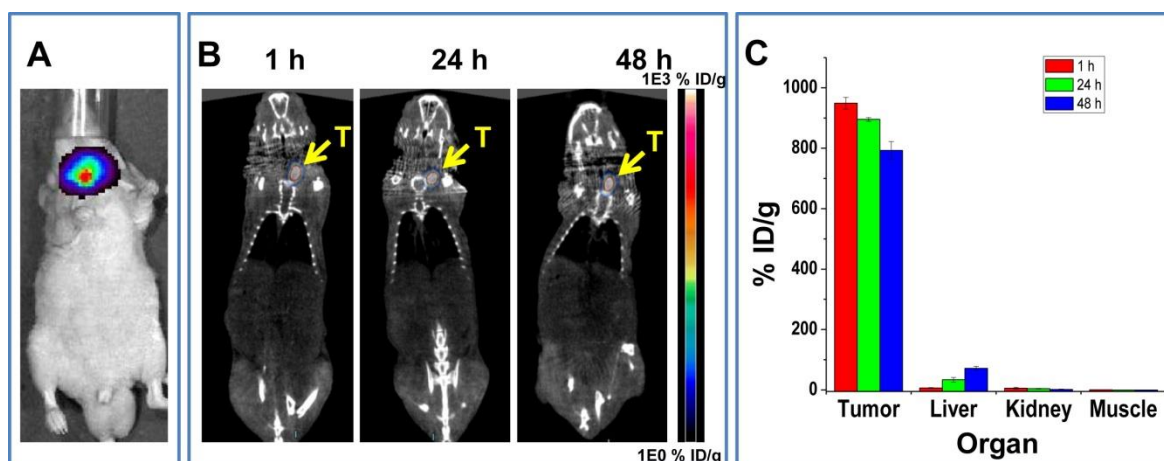 A
B
1 h
24 h
48 h
1E3 % ID/g
T
T
T
1E0 % ID/g
C
1 h
24 h
48 h
% ID/g
1000
800
600
400
200
0
Tumor Liver Kidney Muscle
Organ